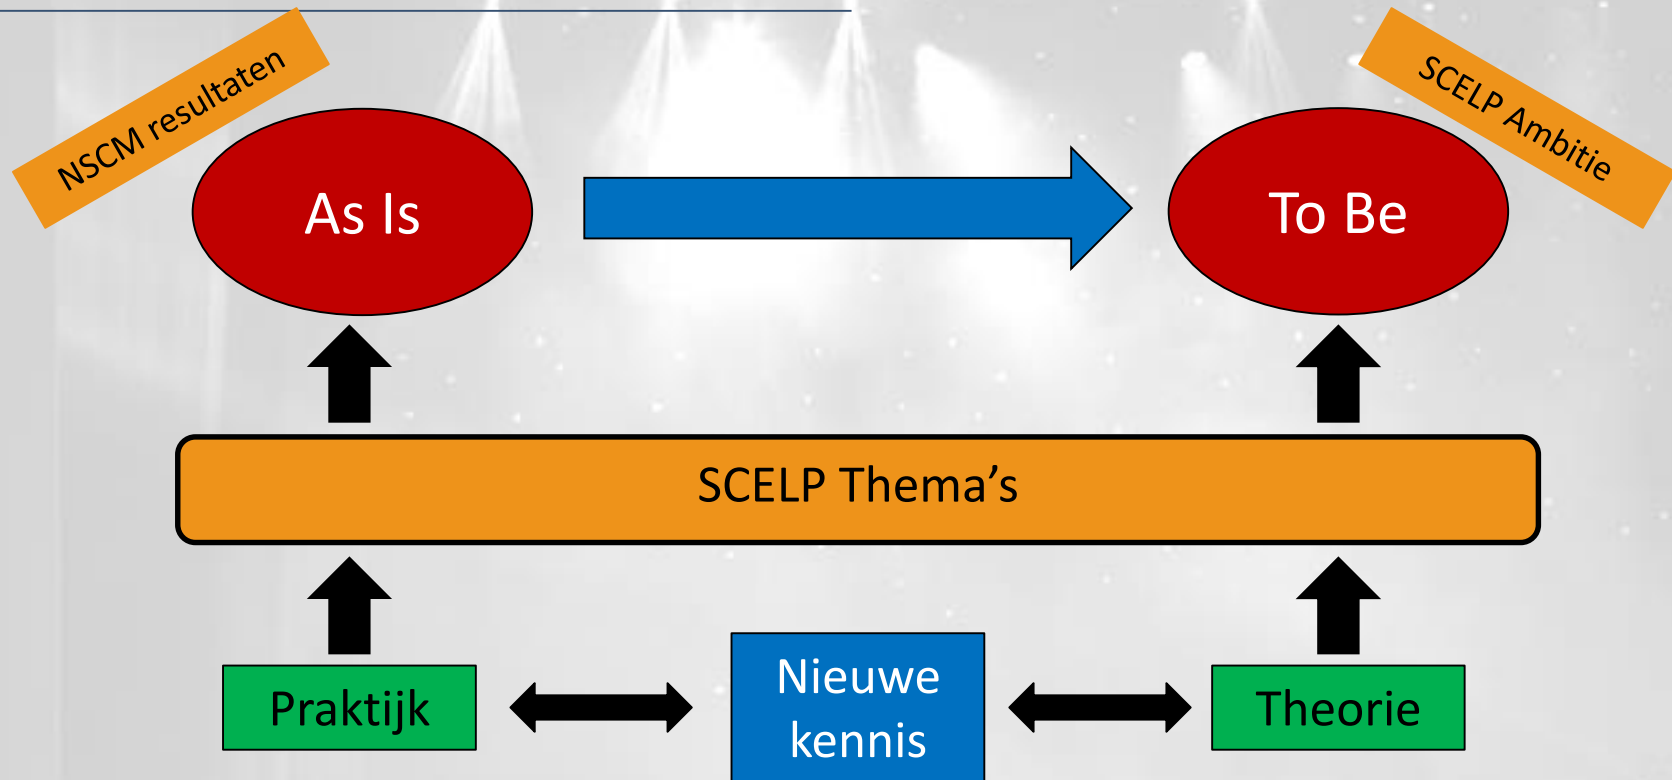 NSCM resultaten
SCELP Ambitie
As Is
To Be
SCELP Thema’s
Praktijk
Nieuwe
kennis
Theorie